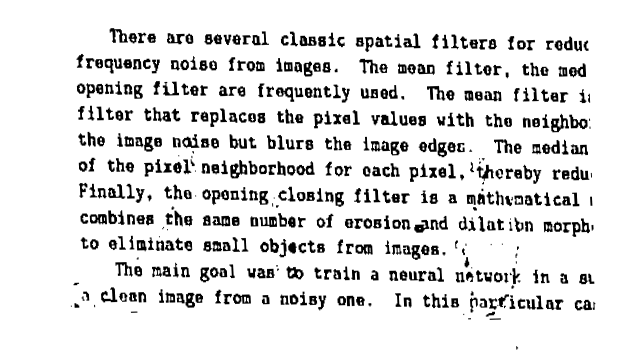 There are several classic spatial filters for reduc
frequency noise from images. The mean filter, the med
opening filter are frequently used. The mean filter i
filter that replaces the pixel values with the neighbo
the image noise but blurs the image edges. The median
of the pixel neighborhood for each pixel, thereby redu
Finally, the opening closing filter is a mathematical
combines the same number of erosion and dilation morph
to eliminate small objects from images.
The main goal was to train a neural network in a su
a clean image from a noisy one. In this particular ca